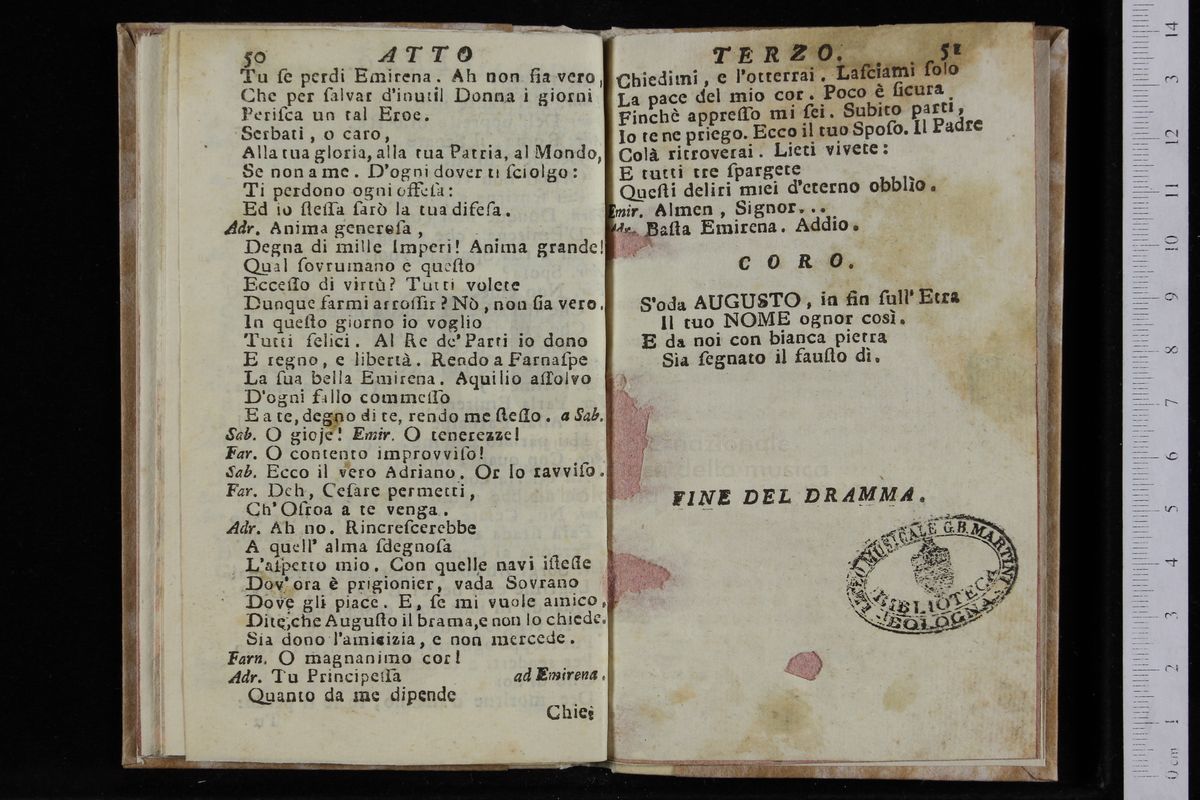 50 ATTO
Tu ſe perdi Emirena. Ah non ſia vero,
Che per ſalvar d'inutil Donna i giorni
Periſca un tal Eroe.
Serbati, o caro,
Alla tua gloria, alla tua Patria, al Mondo,
Se non a me. D'ogni dover ti ſciolgo:
Ti perdono ogni offeſa:
Ed io ſteſſa ſarò la tua difeſa.
Adr. Anima generoſa,
Degna di mille Imperi! Anima grande!
Qual ſovrumano è queſto
Ecceſſo di virtù? Tutti volete
Dunque farmi arroſſir? Nò, non ſia vero.
In queſto giorno io voglio
Tutti felici. Al Re de' Parti io dono
E regno, e libertà. Rendo a Farnaſpe
La ſua bella Emirena. Aquilio aſſolvo
D'ogni fallo commeſſo
E a te, degno di te, rendo me ſteſſo. a Sab.
Sab. O gioje! Emir. O tenerezze!
Far. O contento improvviſo!
Sab. Ecco il vero Adriano. Or lo ravviſo.
Far. Deh, Ceſare permetti,
Ch' Oſroa a te venga.
Adr. Ah no. Rincreſcerebbe
A quell' alma ſdegnoſa
L'aſpetto mio. Con quelle navi iſteſſe
Dov' ora è prigionier, vada Sovrano
Dove gli piace. E, ſe mi vuole amico,
Dite, che Auguſto il brama, e non lo chiede.
Sia dono l'amicizia, e non mercede.
Farn. O magnanimo cor!
Adr. Tu Principeſſa ad Emirena.
Quanto da me dipende
Chie-
TERZO. 51
Chiedimi, e l'otterrai. Laſciami ſolo
La pace del mio cor. Poco è ſicura
Finchè appreſſo mi ſei. Subito parti,
Io te ne priego. Ecco il tuo Spoſo. Il Padre
Colà ritroverai. Lieti vivete:
E tutti tre ſpargete
Queſti deliri miei d'eterno obblìo.
Emir. Almen, Signor...
Adr. Baſta Emirena. Addio.
CORO.
S'oda AUGUSTO, in fin ſull' Etra
Il tuo NOME ognor così.
E da noi con bianca pietra
Sia ſegnato il fauſto dì.
FINE DEL DRAMMA.
LICEO MUSICALE G.B. MARTINI
BIBLIOTECA
BOLOGNA